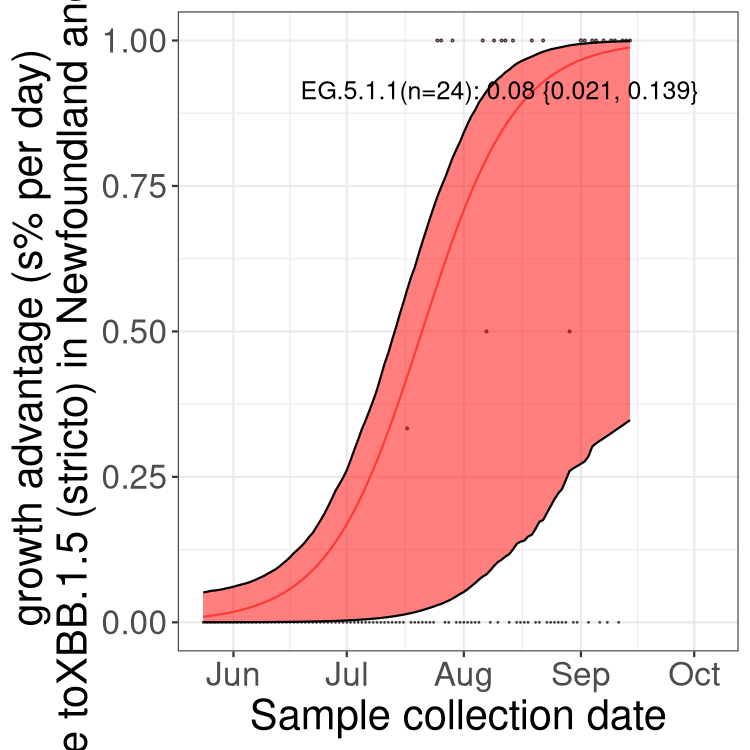 growth advantage (s% per day)
e toXBB.1.5 (stricto) in Newfoundland and
1.00
0.75
0.50
0.25
0.00
EG.5.1.1(n=24): 0.08 {0.021, 0.139}
Jun Jul Aug Sep Oct
Sample collection date